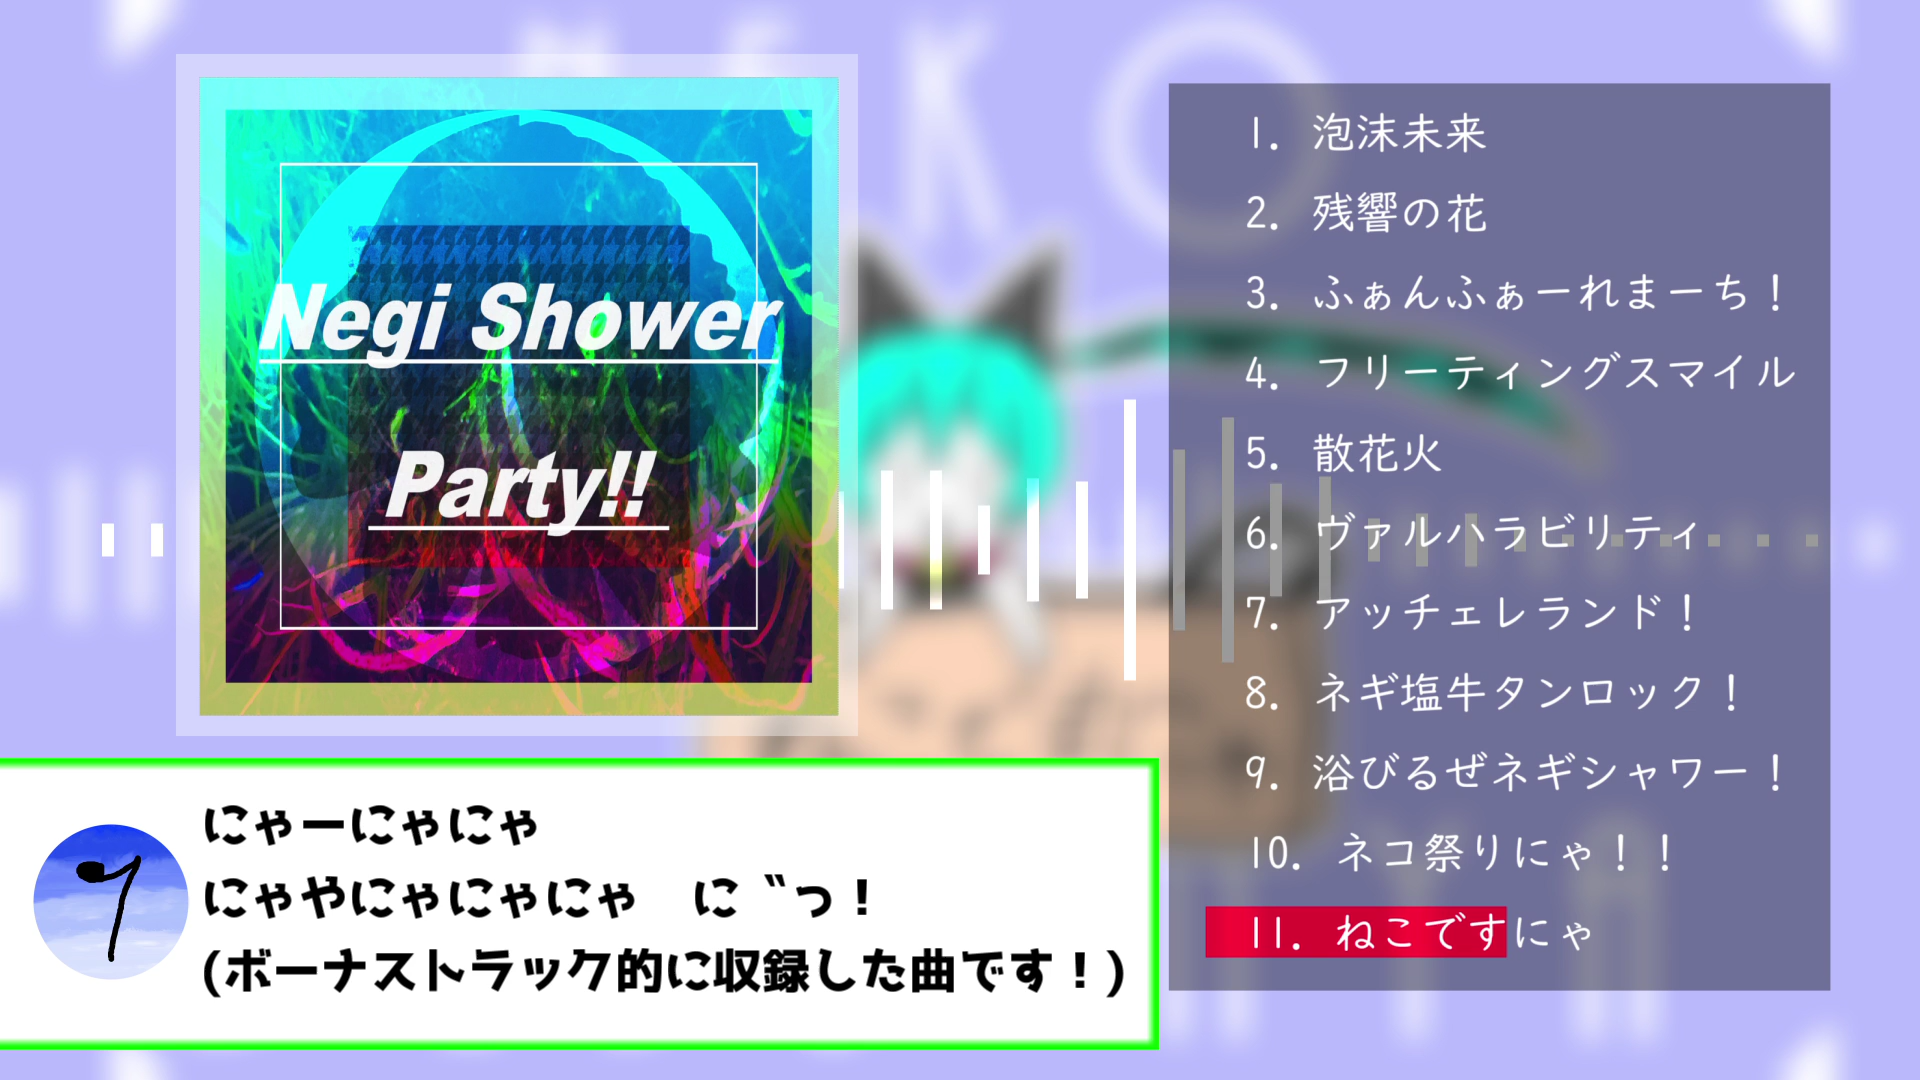 Negi Shower
Party!!
1. 泡沫未来
2. 残響の花
3. ふぁんふぁーれまーち！
4. フリーティングスマイル
5. 散花火
6. ヴァルハラビリティ
7. アッチェレランド！
8. ネギ塩牛タンロック！
9. 浴びるぜネギシャワー！
10. ネコ祭りにゃ！！
11. ねこですにゃ
にゃーにゃにゃ
にゃやにゃにゃにゃ　に゛っ！
(ボーナストラック的に収録した曲です！)